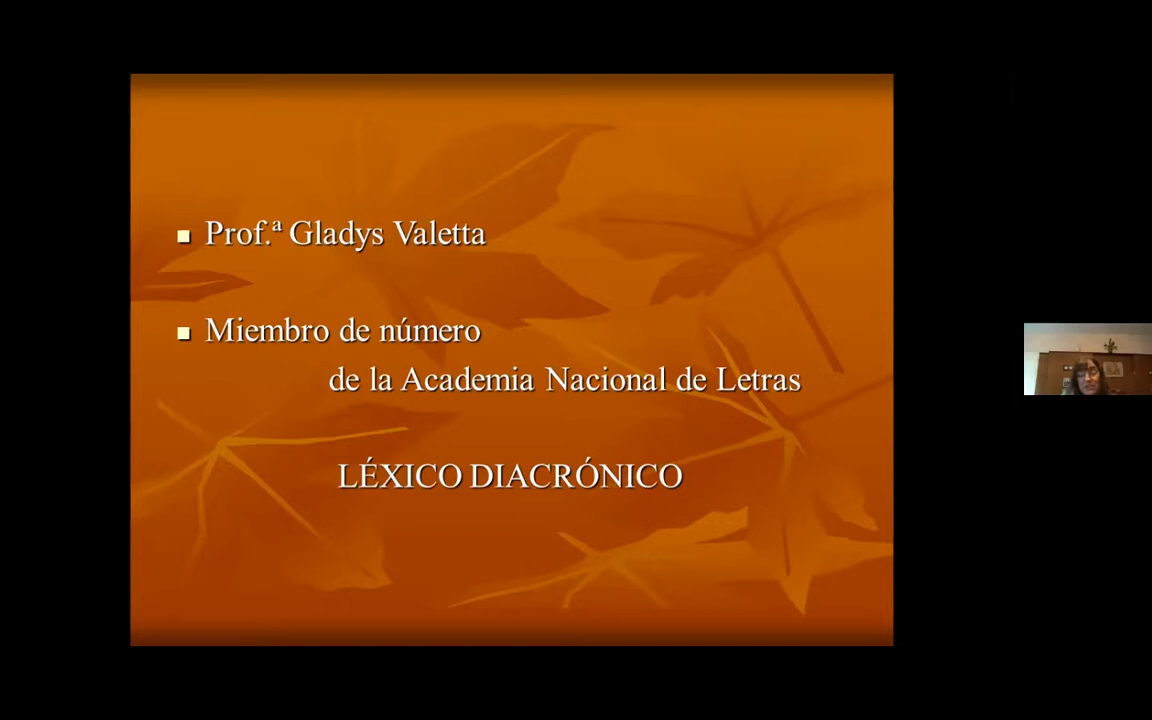 Prof.ª Gladys Valetta
Miembro de número
de la Academia Nacional de Letras
LÉXICO DIACRÓNICO